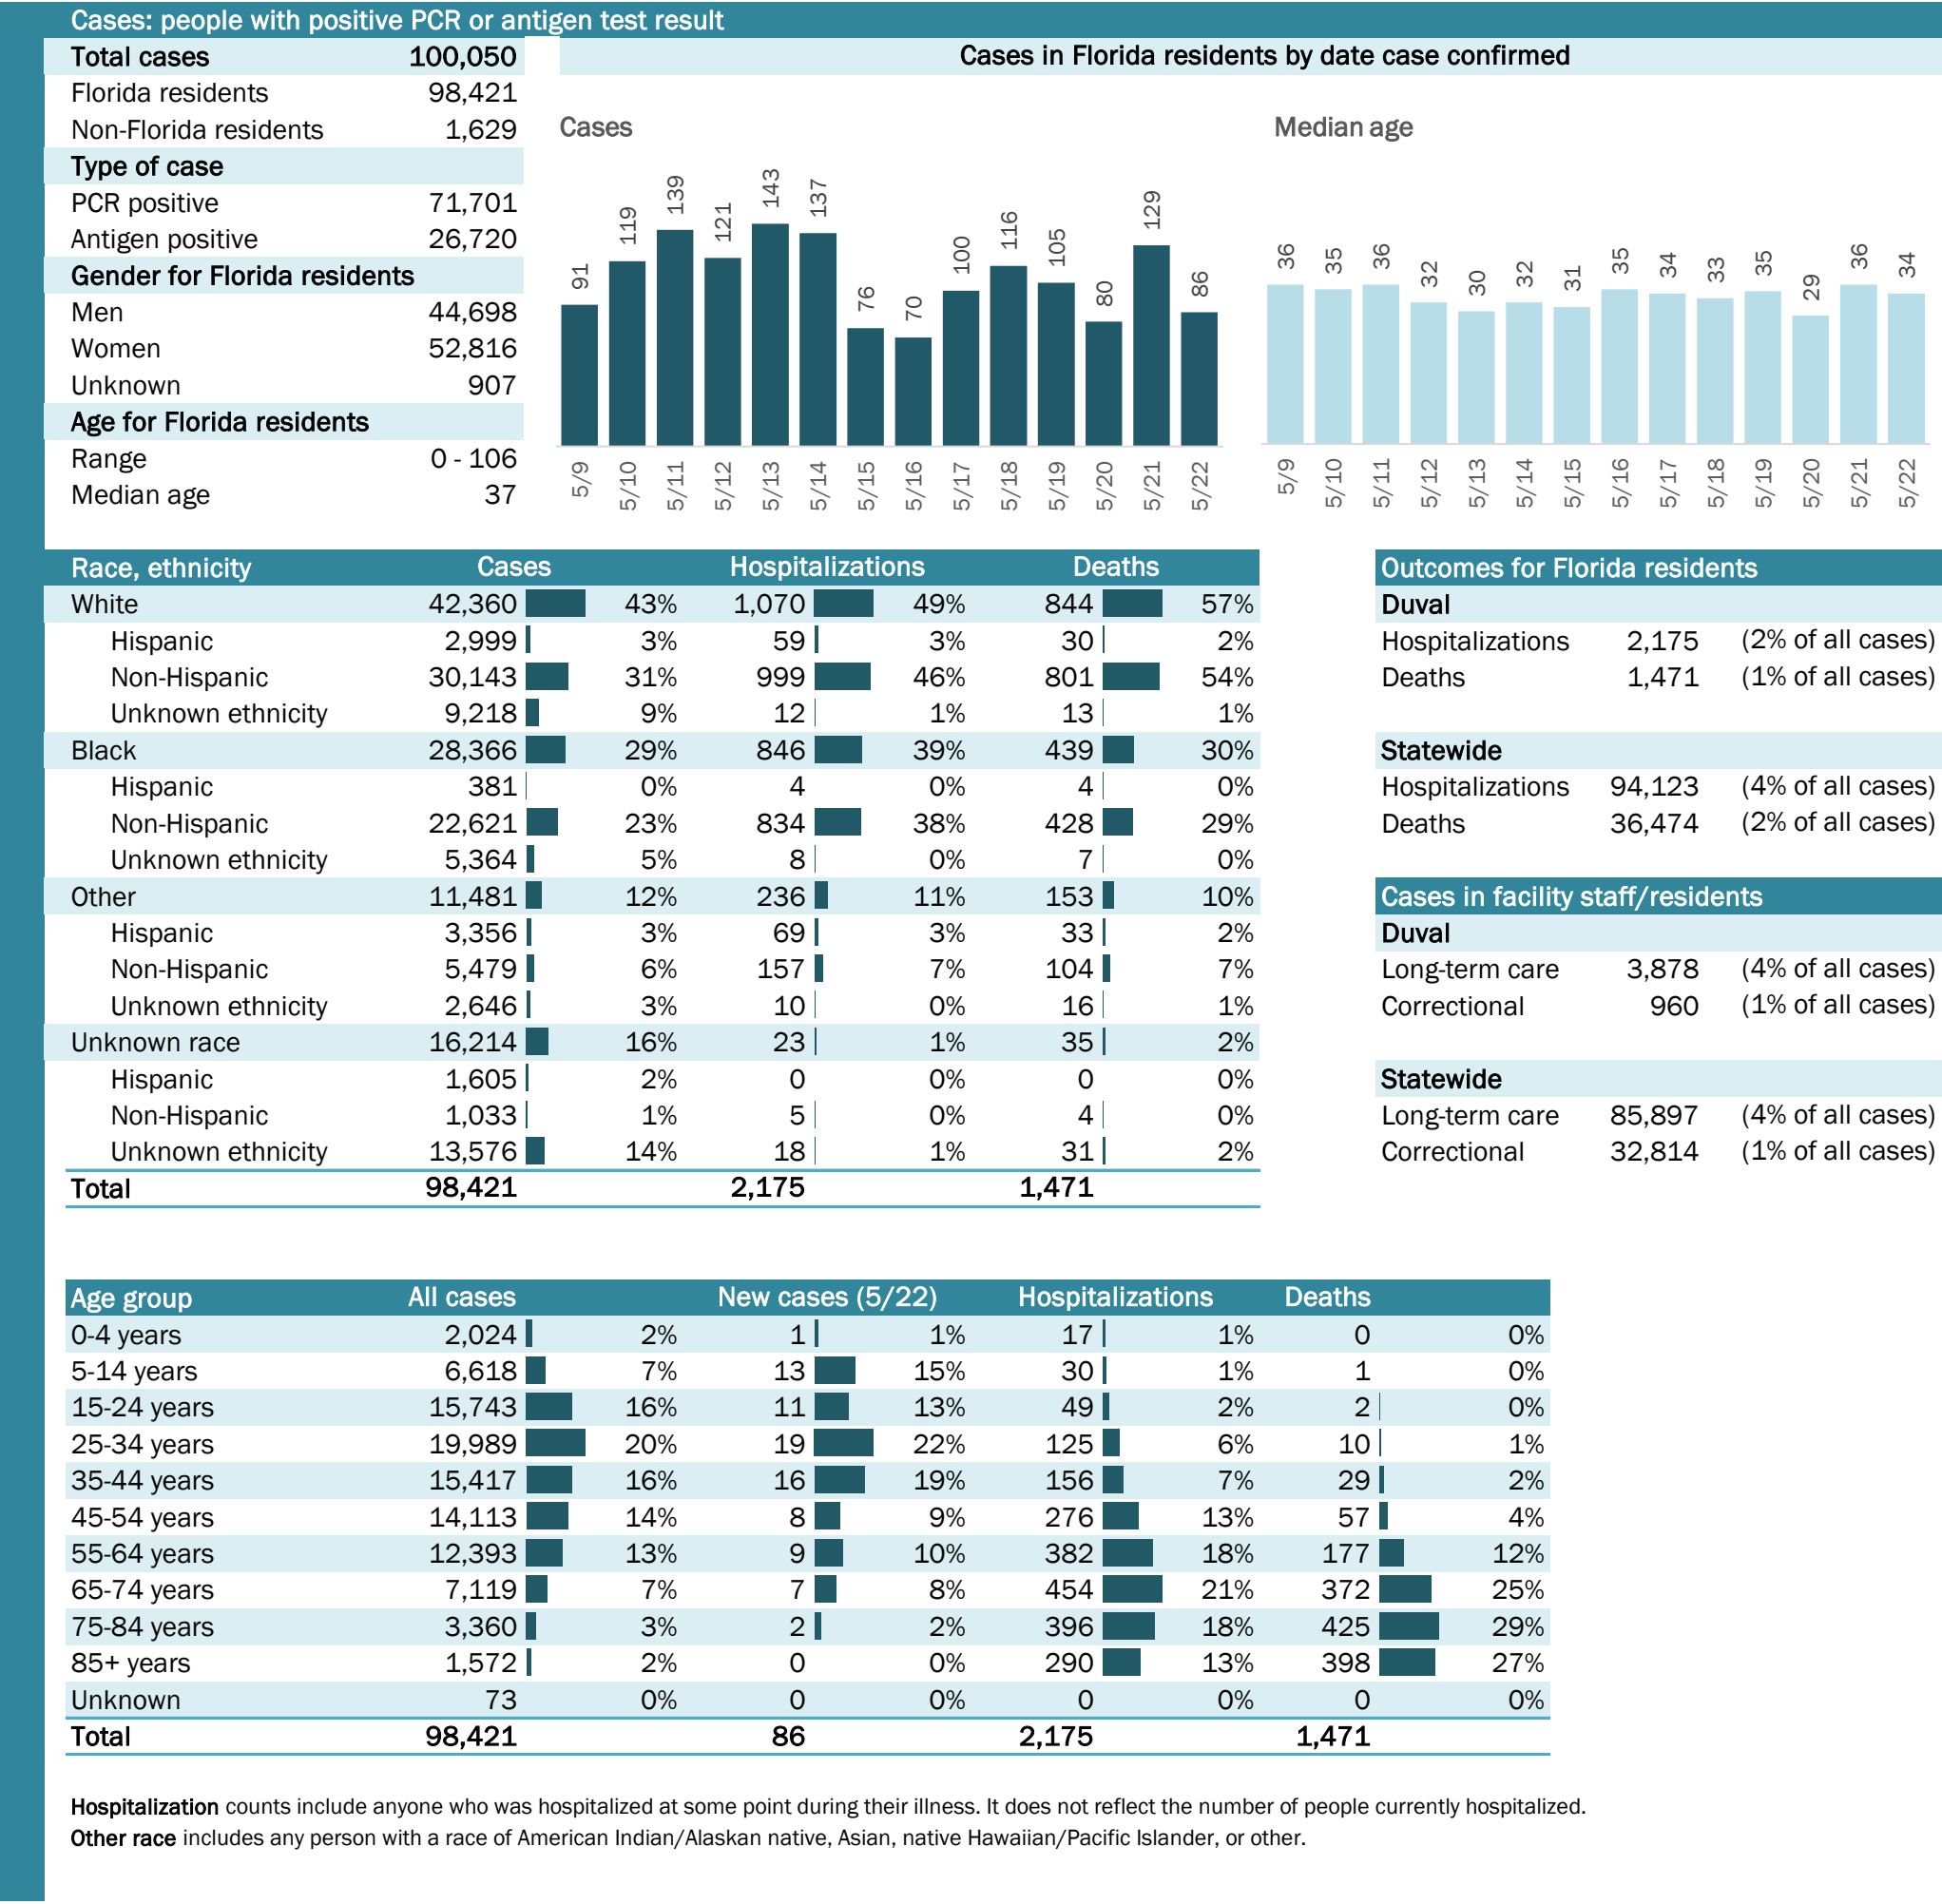 Cases: people with positive PCR or antigen test result
Total cases 100,050
Florida residents 98,421
Non-Florida residents 1,629
Type of case
PCR positive 71,701
Antigen positive 26,720
Gender for Florida residents
Men 44,698
Women 52,816
Unknown 907
Age for Florida residents
Range 0 - 106
Median age 37
Cases in Florida residents by date case confirmed
Cases
91 119 139 121 143 137 76 70 100 116 105 80 129 86
5/9 5/10 5/11 5/12 5/13 5/14 5/15 5/16 5/17 5/18 5/19 5/20 5/21 5/22
Median age
36 35 36 32 30 32 31 35 34 33 35 29 36 34
5/9 5/10 5/11 5/12 5/13 5/14 5/15 5/16 5/17 5/18 5/19 5/20 5/21 5/22
Race, ethnicity Cases Hospitalizations Deaths
White 42,360 43% 1,070 49% 844 57%
Hispanic 2,999 3% 59 3% 30 2%
Non-Hispanic 30,143 31% 999 46% 801 54%
Unknown ethnicity 9,218 9% 12 1% 13 1%
Black 28,366 29% 846 39% 439 30%
Hispanic 381 0% 4 0% 4 0%
Non-Hispanic 22,621 23% 834 38% 428 29%
Unknown ethnicity 5,364 5% 8 0% 7 0%
Other 11,481 12% 236 11% 153 10%
Hispanic 3,356 3% 69 3% 33 2%
Non-Hispanic 5,479 6% 157 7% 104 7%
Unknown ethnicity 2,646 3% 10 0% 16 1%
Unknown race 16,214 16% 23 1% 35 2%
Hispanic 1,605 2% 0 0% 0 0%
Non-Hispanic 1,033 1% 5 0% 4 0%
Unknown ethnicity 13,576 14% 18 1% 31 2%
Total 98,421 2,175 1,471
Outcomes for Florida residents
Duval
Hospitalizations 2,175 (2% of all cases)
Deaths 1,471 (1% of all cases)
Statewide
Hospitalizations 94,123 (4% of all cases)
Deaths 36,474 (2% of all cases)
Cases in facility staff/residents
Duval
Long-term care 3,878 (4% of all cases)
Correctional 960 (1% of all cases)
Statewide
Long-term care 85,897 (4% of all cases)
Correctional 32,814 (1% of all cases)
Age group All cases New cases (5/22) Hospitalizations Deaths
0-4 years 2,024 2% 1 1% 17 1% 0 0%
5-14 years 6,618 7% 13 15% 30 1% 1 0%
15-24 years 15,743 16% 11 13% 49 2% 2 0%
25-34 years 19,989 20% 19 22% 125 6% 10 1%
35-44 years 15,417 16% 16 19% 156 7% 29 2%
45-54 years 14,113 14% 8 9% 276 13% 57 4%
55-64 years 12,393 13% 9 10% 382 18% 177 12%
65-74 years 7,119 7% 7 8% 454 21% 372 25%
75-84 years 3,360 3% 2 2% 396 18% 425 29%
85+ years 1,572 2% 0 0% 290 13% 398 27%
Unknown 73 0% 0 0% 0 0% 0 0%
Total 98,421 86 2,175 1,471
Hospitalization counts include anyone who was hospitalized at some point during their illness. It does not reflect the number of people currently hospitalized.
Other race includes any person with a race of American Indian/Alaskan native, Asian, native Hawaiian/Pacific Islander, or other.